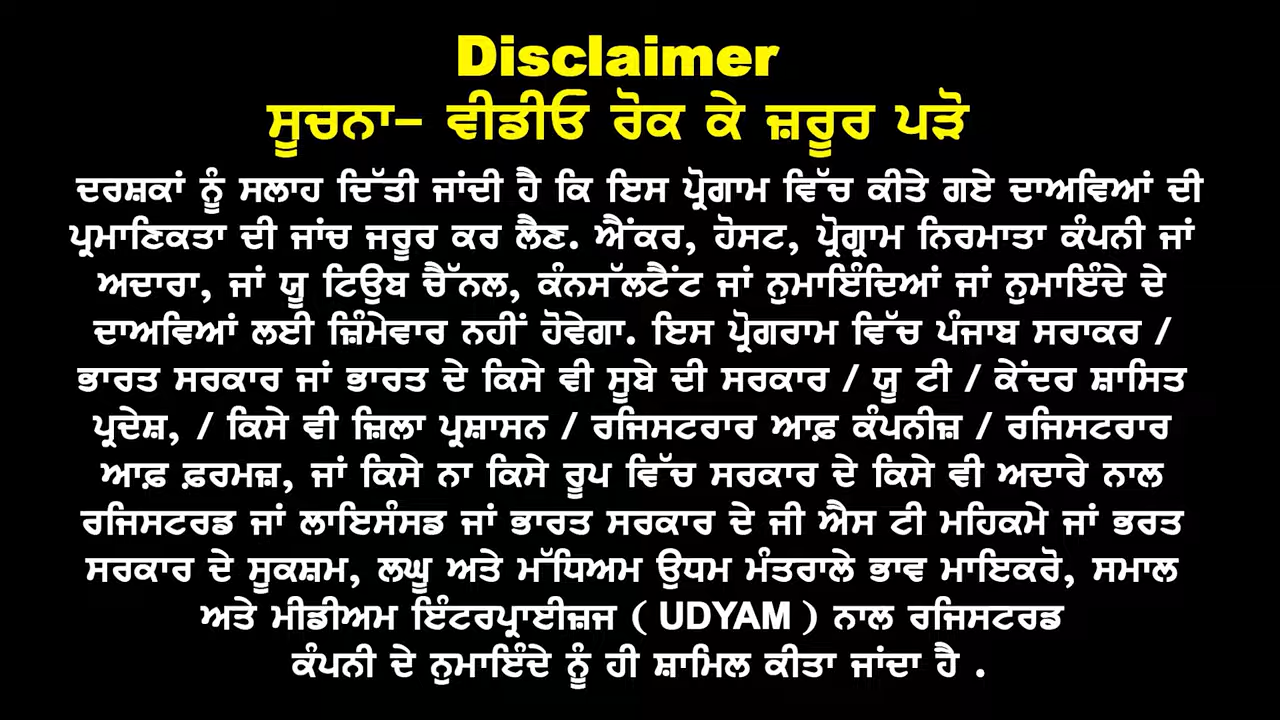 Disclaimer
ਸੂਚਨਾ- ਵੀਡੀਓ ਰੋਕ ਕੇ ਜ਼ਰੂਰ ਪੜੋ
ਦਰਸ਼ਕਾਂ ਨੂੰ ਸਲਾਹ ਦਿੱਤੀ ਜਾਂਦੀ ਹੈ ਕਿ ਇਸ ਪ੍ਰੋਗਾਮ ਵਿੱਚ ਕੀਤੇ ਗਏ ਦਾਅਵਿਆਂ ਦੀ
ਪ੍ਰਮਾਣਿਕਤਾ ਦੀ ਜਾਂਚ ਜਰੂਰ ਕਰ ਲੈਣ. ਐਂਕਰ, ਹੋਸਟ, ਪ੍ਰੋਗ੍ਰਾਮ ਨਿਰਮਾਤਾ ਕੰਪਨੀ ਜਾਂ
ਅਦਾਰਾ, ਜਾਂ ਯੂ ਟਿਊਬ ਚੈੱਨਲ, ਕੰਨਸੱਲਟੈਂਟ ਜਾਂ ਨੁਮਾਇੰਦਿਆਂ ਜਾਂ ਨੁਮਾਇੰਦੇ ਦੇ
ਦਾਅਵਿਆਂ ਲਈ ਜ਼ਿੰਮੇਵਾਰ ਨਹੀਂ ਹੋਵੇਗਾ. ਇਸ ਪ੍ਰੋਗਰਾਮ ਵਿੱਚ ਪੰਜਾਬ ਸਰਾਕਰ /
ਭਾਰਤ ਸਰਕਾਰ ਜਾਂ ਭਾਰਤ ਦੇ ਕਿਸੇ ਵੀ ਸੂਬੇ ਦੀ ਸਰਕਾਰ / ਯੂ ਟੀ / ਕੇਂਦਰ ਸ਼ਾਸਿਤ
ਪ੍ਰਦੇਸ਼, / ਕਿਸੇ ਵੀ ਜ਼ਿਲਾ ਪ੍ਰਸ਼ਾਸਨ / ਰਜਿਸਟਰਾਰ ਆਫ਼ ਕੰਪਨੀਜ਼ / ਰਜਿਸਟਰਾਰ
ਆਫ਼ ਫ਼ਰਮਜ਼, ਜਾਂ ਕਿਸੇ ਨਾ ਕਿਸੇ ਰੂਪ ਵਿੱਚ ਸਰਕਾਰ ਦੇ ਕਿਸੇ ਵੀ ਅਦਾਰੇ ਨਾਲ
ਰਜਿਸਟਰਡ ਜਾਂ ਲਾਇਸੰਸਡ ਜਾਂ ਭਾਰਤ ਸਰਕਾਰ ਦੇ ਜੀ ਐਸ ਟੀ ਮਹਿਕਮੇ ਜਾਂ ਭਰਤ
ਸਰਕਾਰ ਦੇ ਸੂਕਸ਼ਮ, ਲਘੂ ਅਤੇ ਮੱਧਿਅਮ ਉਧਮ ਮੰਤਰਾਲੇ ਭਾਵ ਮਾਇਕਰੋ, ਸਮਾਲ
ਅਤੇ ਮੀਡੀਅਮ ਇੰਟਰਪ੍ਰਾਈਜ਼ਜ ( UDYAM ) ਨਾਲ ਰਜਿਸਟਰਡ
ਕੰਪਨੀ ਦੇ ਨੁਮਾਇੰਦੇ ਨੂੰ ਹੀ ਸ਼ਾਮਿਲ ਕੀਤਾ ਜਾਂਦਾ ਹੈ .